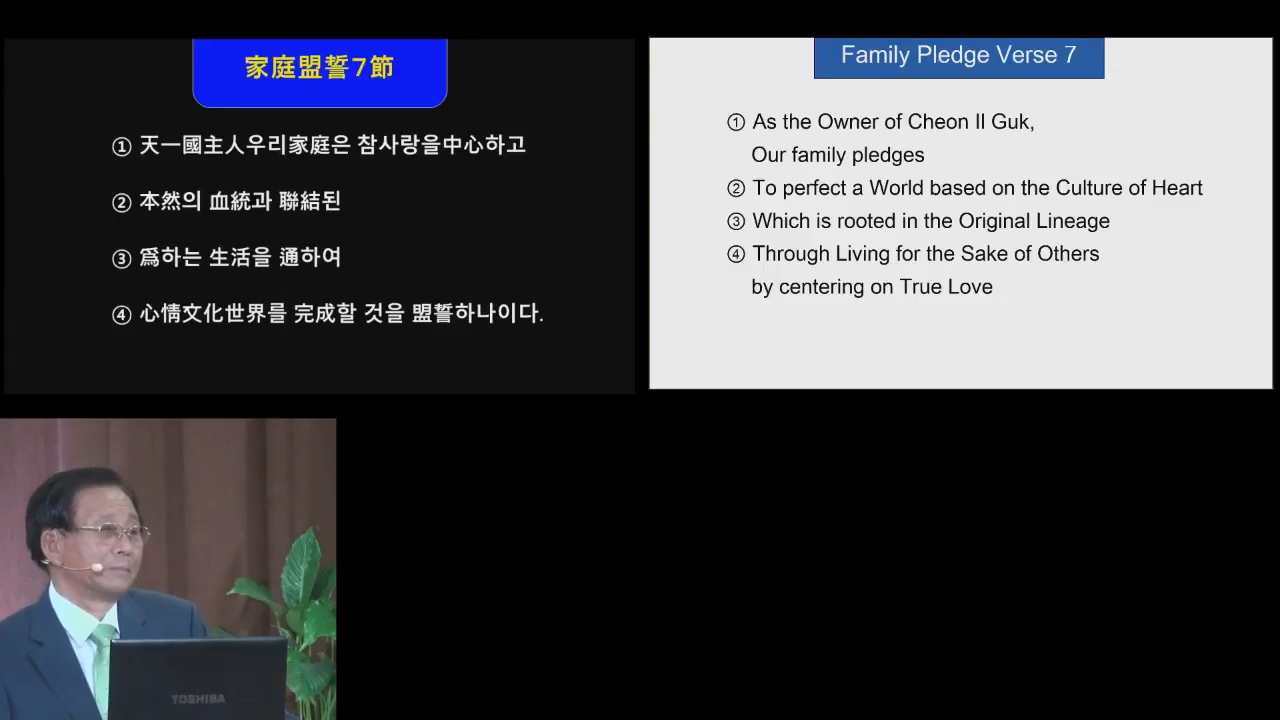 家庭盟誓7節
① 天一國主人우리家庭은 참사랑을中心하고
② 本然의 血統과 聯結된
③ 爲하는 生活을 通하여
④ 心情文化世界를 完成할 것을 盟誓하나이다.
Family Pledge Verse 7
① As the Owner of Cheon Il Guk,
Our family pledges
② To perfect a World based on the Culture of Heart
③ Which is rooted in the Original Lineage
④ Through Living for the Sake of Others
by centering on True Love
TOSHIBA